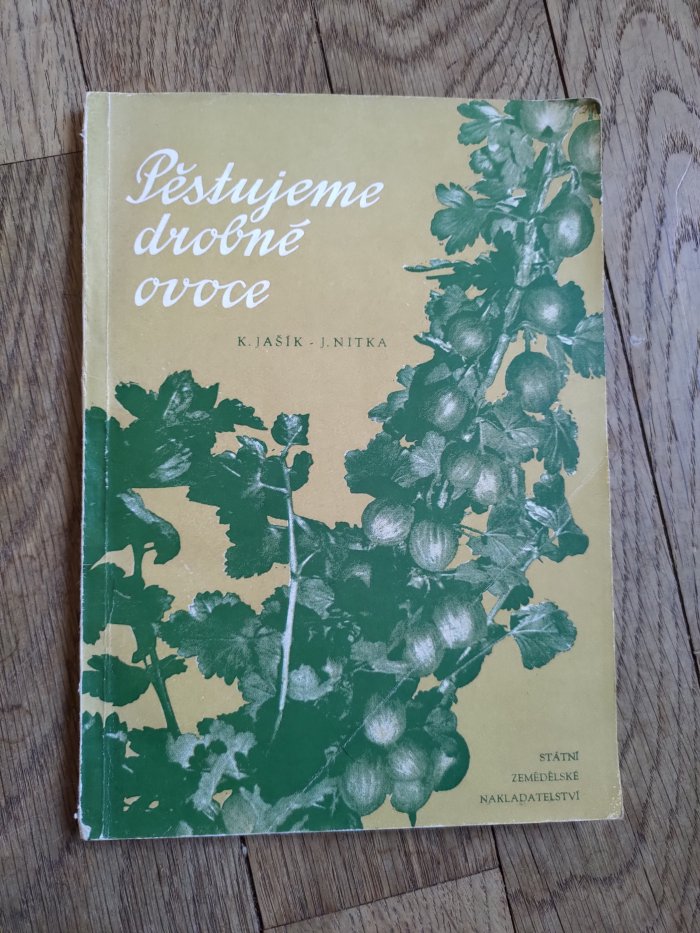 Pěstujeme
drobné
ovoce
K. JAŠÍK - J. NITKA
STÁTNÍ
ZEMĚDĚLSKÉ
NAKLADATELSTVÍ